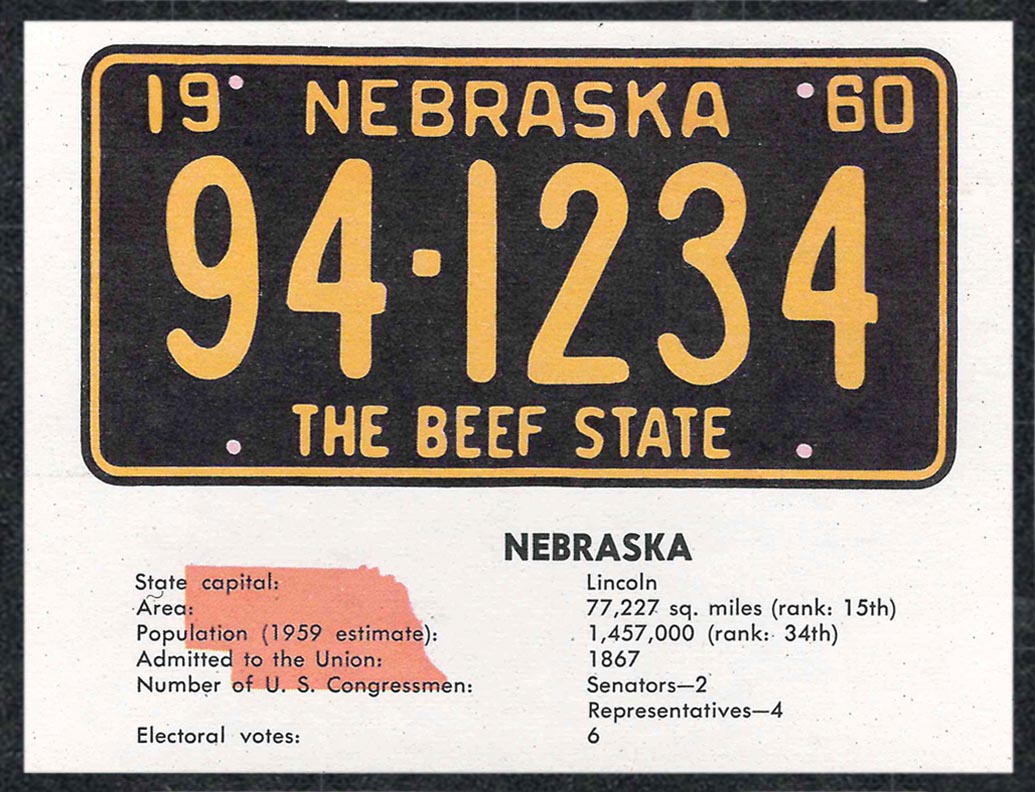 19 NEBRASKA 60
94-1234
THE BEEF STATE
NEBRASKA
State capital: Lincoln
Area: 77,227 sq. miles (rank: 15th)
Population (1959 estimate): 1,457,000 (rank: 34th)
Admitted to the Union: 1867
Number of U. S. Congressmen: Senators—2
Representatives—4
Electoral votes: 6